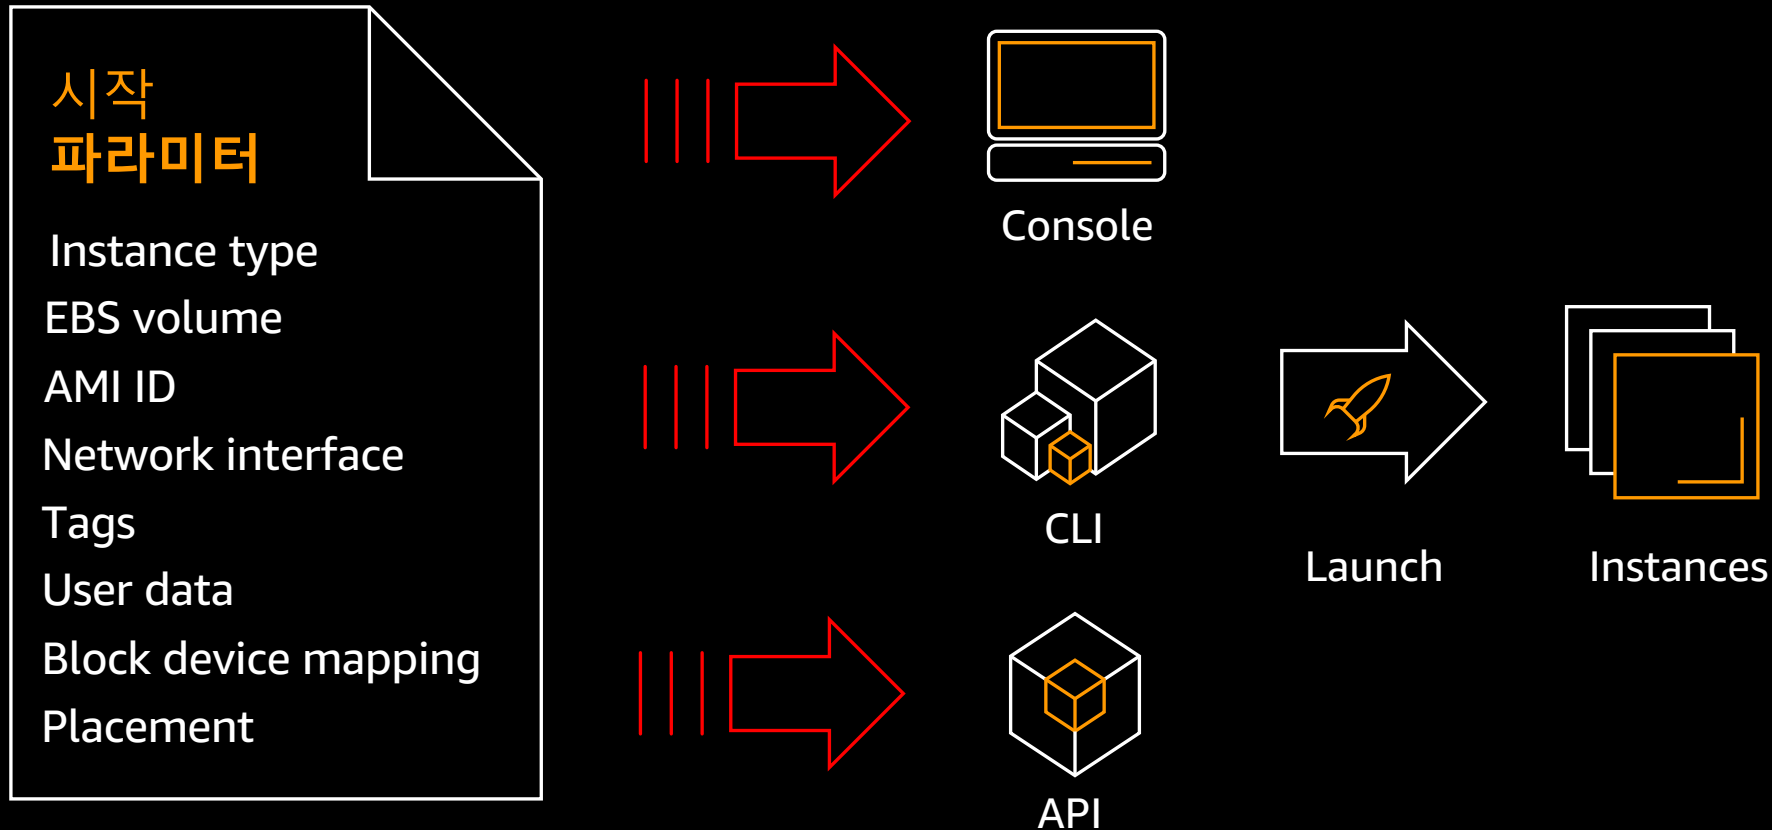 시작
파라미터
Instance type
EBS volume
AMI ID
Network interface
Tags
User data
Block device mapping
Placement
Console
CLI
API
Launch
Instances